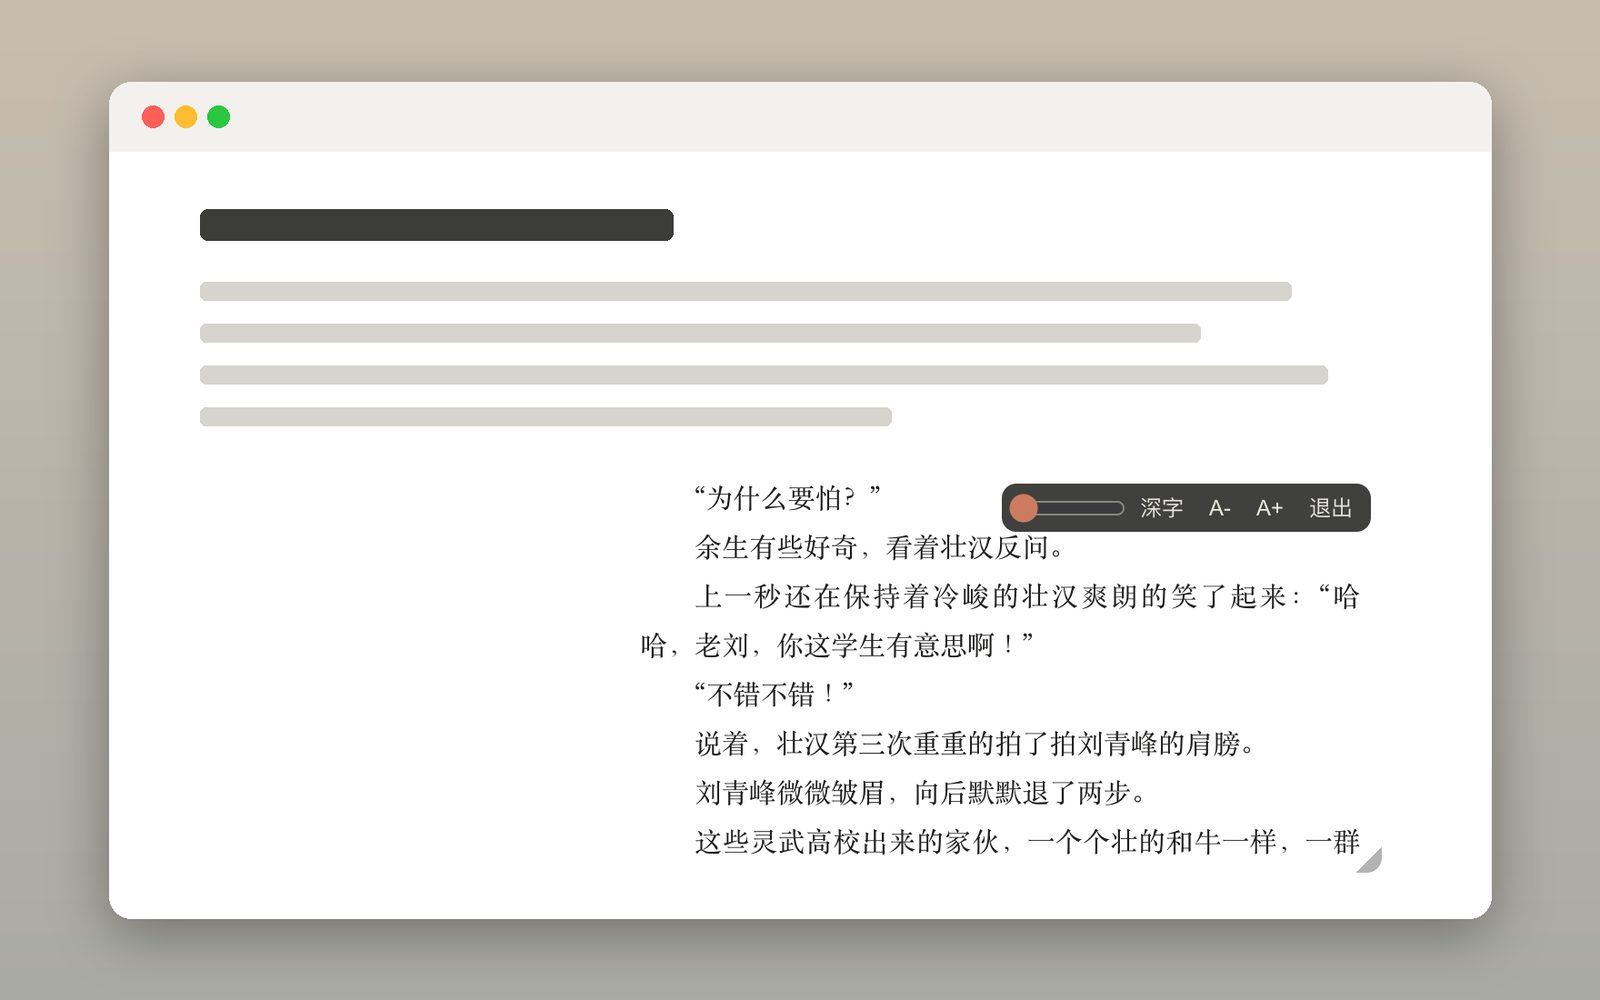 “为什么要怕？”
深字 A- A+ 退出
余生有些好奇，看着壮汉反问。
上一秒还在保持着冷峻的壮汉爽朗的笑了起来：“哈
哈，老刘，你这学生有意思啊！”
“不错不错！”
说着，壮汉第三次重重的拍了拍刘青峰的肩膀。
刘青峰微微皱眉，向后默默退了两步。
这些灵武高校出来的家伙，一个个壮的和牛一样，一群